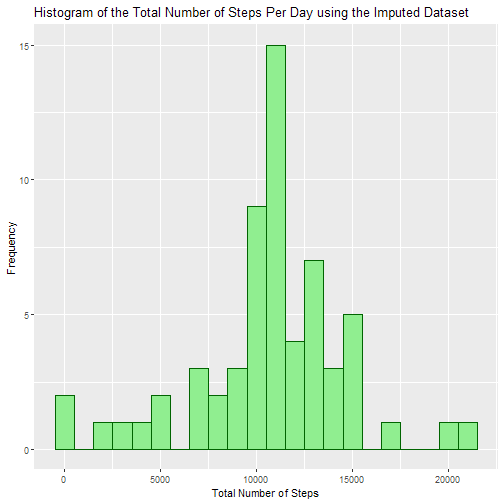 Histogram of the Total Number of Steps Per Day using the Imputed Dataset
15
10
5
0
Frequency
0 5000 10000 15000 20000
Total Number of Steps